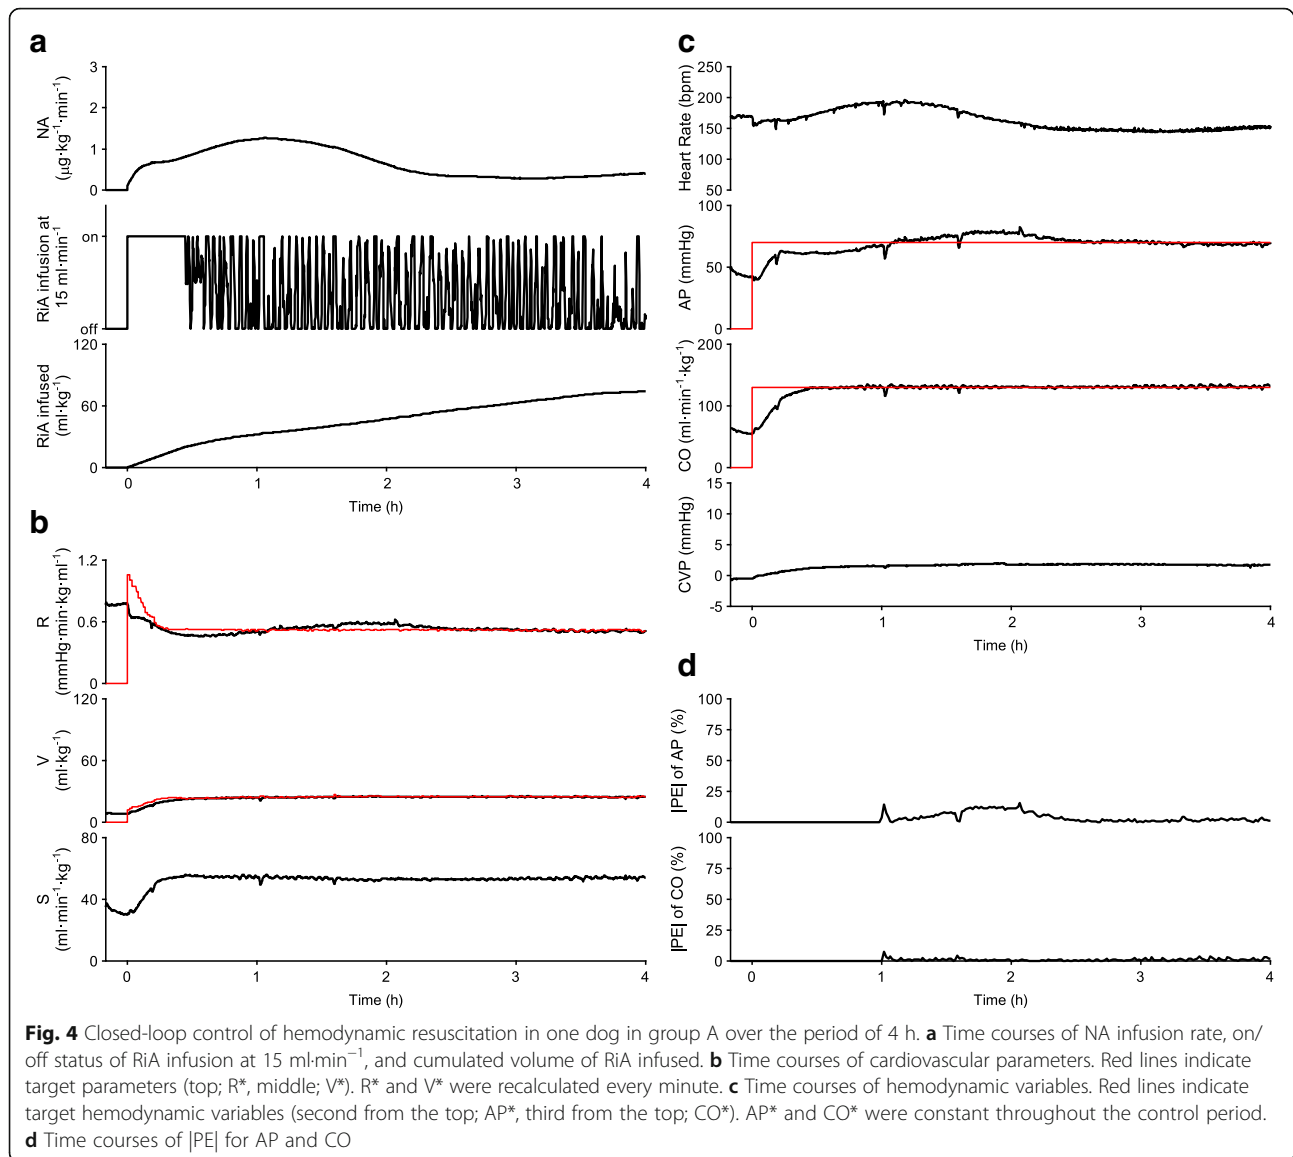 a
NA
(µg·kg-1·min-1)
3
2
1
0
RiA infusion at
15 ml·min-1
on
off
RiA infused
(ml·kg-1)
120
60
0
0 1 2 3 4
Time (h)
b
R
(mmHg·min·kg·ml-1)
1.2
0.6
0
V
(ml·kg-1)
120
60
0
S
(ml·min-1·kg-1)
80
40
0
0 1 2 3 4
Time (h)
c
Heart Rate (bpm)
250
200
150
100
50
AP (mmHg)
100
50
0
CO (ml·min-1·kg-1)
200
100
0
CVP (mmHg)
15
10
5
0
-5
0 1 2 3 4
Time (h)
d
|PE| of AP (%)
100
75
50
25
0
|PE| of CO (%)
100
75
50
25
0
0 1 2 3 4
Time (h)
Fig. 4 Closed-loop control of hemodynamic resuscitation in one dog in group A over the period of 4 h. a Time courses of NA infusion rate, on/
off status of RiA infusion at 15 ml·min−1, and cumulated volume of RiA infused. b Time courses of cardiovascular parameters. Red lines indicate
target parameters (top; R*, middle; V*). R* and V* were recalculated every minute. c Time courses of hemodynamic variables. Red lines indicate
target hemodynamic variables (second from the top; AP*, third from the top; CO*). AP* and CO* were constant throughout the control period.
d Time courses of |PE| for AP and CO